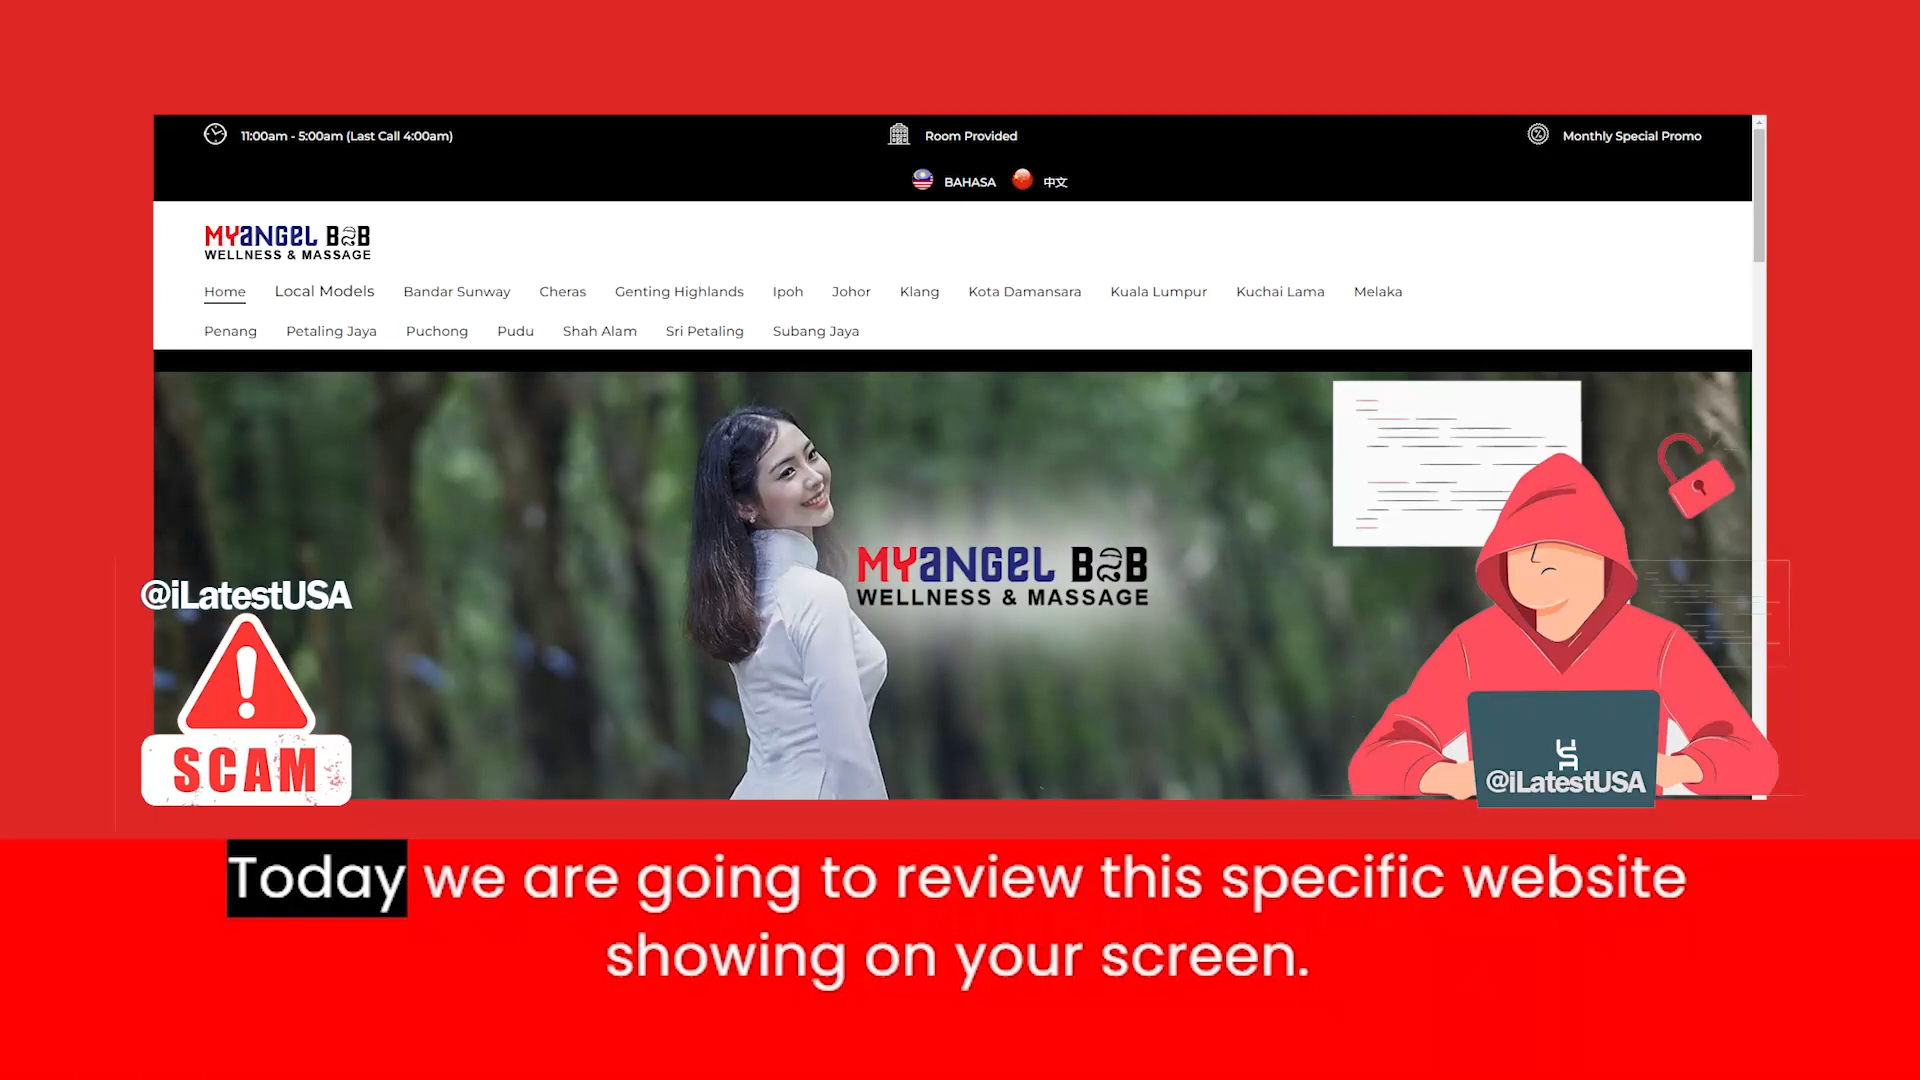 11:00am - 5:00am (Last Call 4:00am)
Room Provided
Monthly Special Promo
BAHASA
中文
MYANGEL B2B
WELLNESS & MASSAGE
Home Local Models Bandar Sunway Cheras Genting Highlands Ipoh Johor Klang Kota Damansara Kuala Lumpur Kuchai Lama Melaka
Penang Petaling Jaya Puchong Pudu Shah Alam Sri Petaling Subang Jaya
MYANGEL B2B
WELLNESS & MASSAGE
@iLatestUSA
SCAM
@iLatestUSA
Today we are going to review this specific website
showing on your screen.